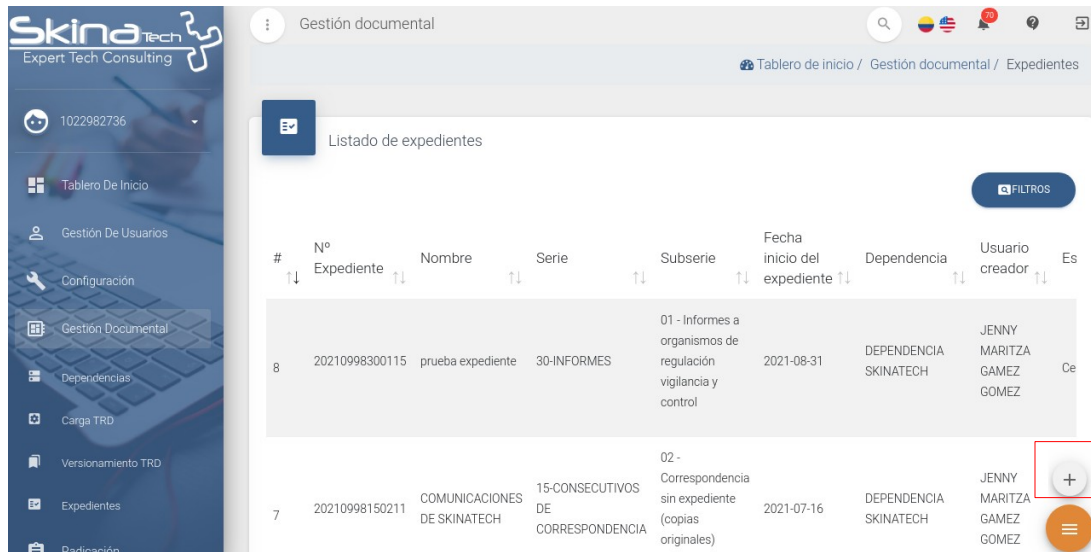 Skina Tech
Expert Tech Consulting
1022982736
Tablero De Inicio
Gestión De Usuarios
Configuración
Gestión Documental
Dependencias
Carga TRD
Versionamiento TRD
Expedientes
Radicación
Gestión documental
70
Tablero de inicio / Gestión documental / Expedientes
Listado de expedientes
FILTROS
#
Nº
Expediente
Nombre
Serie
Subserie
Fecha
inicio del
expediente
Dependencia
Usuario
creador
Es
8
20210998300115
prueba expediente
30-INFORMES
01 - Informes a
organismos de
regulación
vigilancia y
control
2021-08-31
DEPENDENCIA
SKINATECH
JENNY
MARITZA
GAMEZ
GOMEZ
Ce
7
20210998150211
COMUNICACIONES
DE SKINATECH
15-CONSECUTIVOS
DE
CORRESPONDENCIA
02 -
Correspondencia
sin expediente
(copias
originales)
2021-07-16
DEPENDENCIA
SKINATECH
JENNY
MARITZA
GAMEZ
GOMEZ